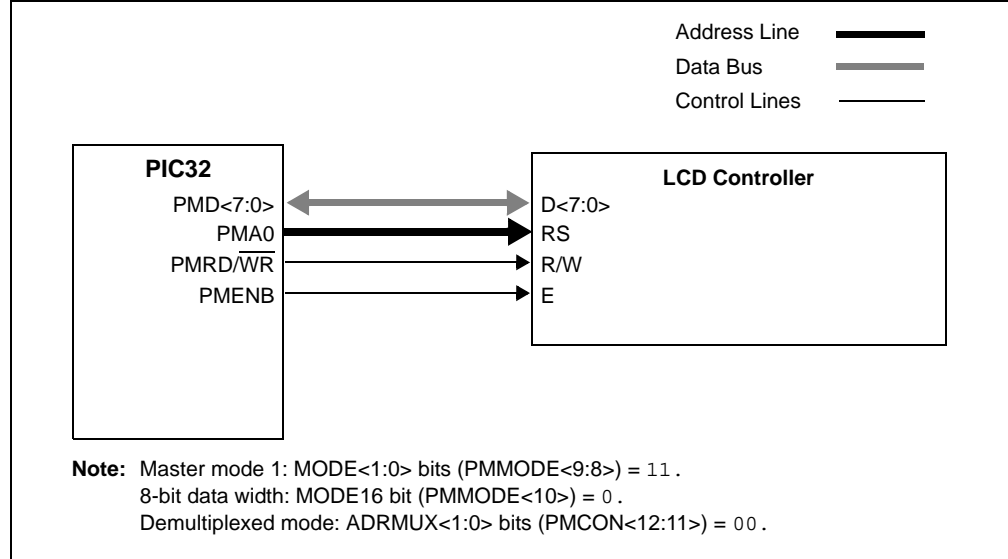 Address Line
Data Bus
Control Lines
PIC32
LCD Controller
PMD<7:0>
D<7:0>
PMA0
RS
PMRD/W̅R̅
R/W
PMENB
E
Note: Master mode 1: MODE<1:0> bits (PMMODE<9:8>) = 11.
8-bit data width: MODE16 bit (PMMODE<10>) = 0.
Demultiplexed mode: ADRMUX<1:0> bits (PMCON<12:11>) = 00.